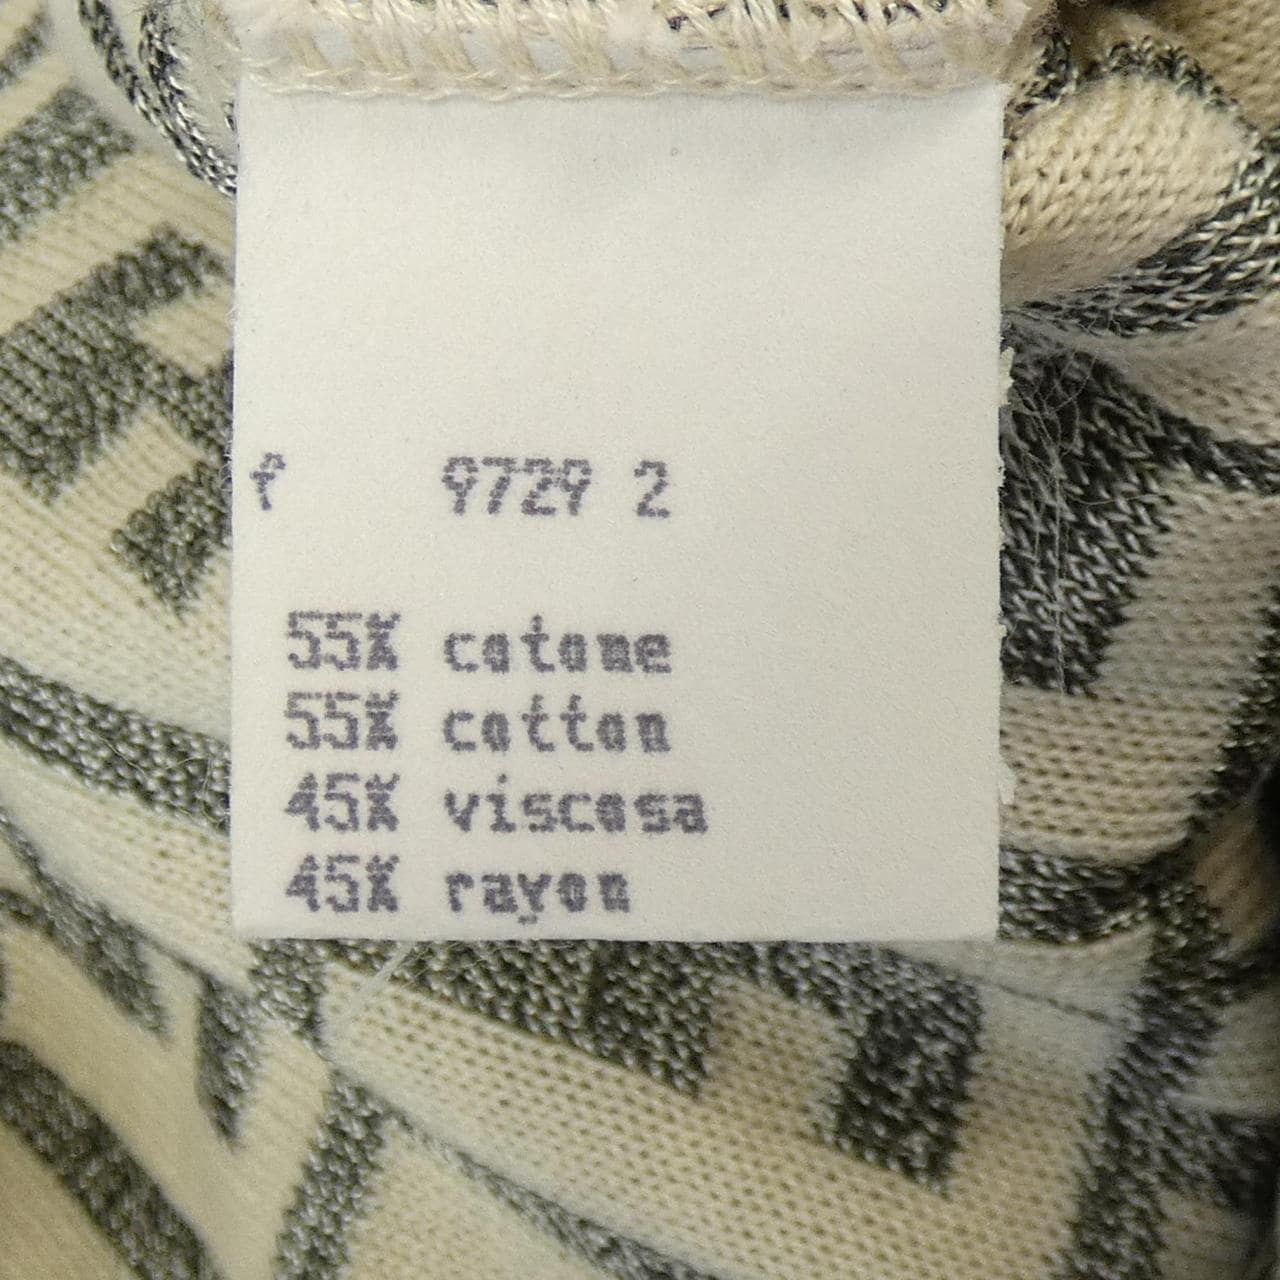 f 9729 2
55% cotone
55% cotton
45% viscosa
45% rayon